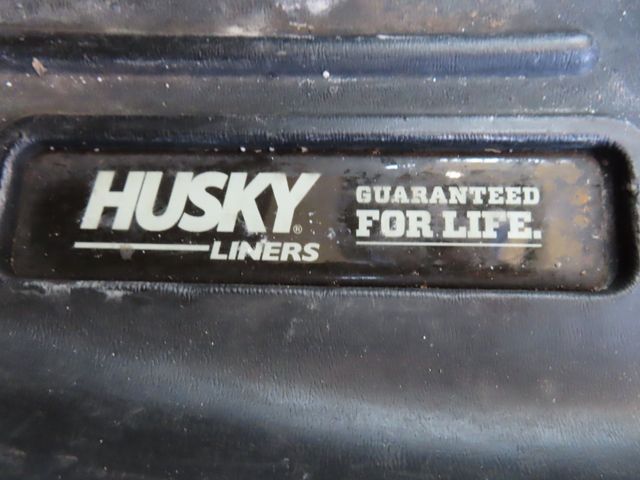 HUSKY®
LINERS
GUARANTEED
FOR LIFE.